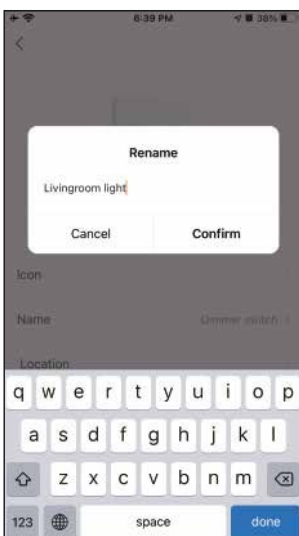 6:39 PM
38%
Rename
Livingroom light
Cancel
Confirm
Icon
Name
Dimmer switch
Location
q w e r t y u i o p
a s d f g h j k l
z x c v b n m
123
space
done